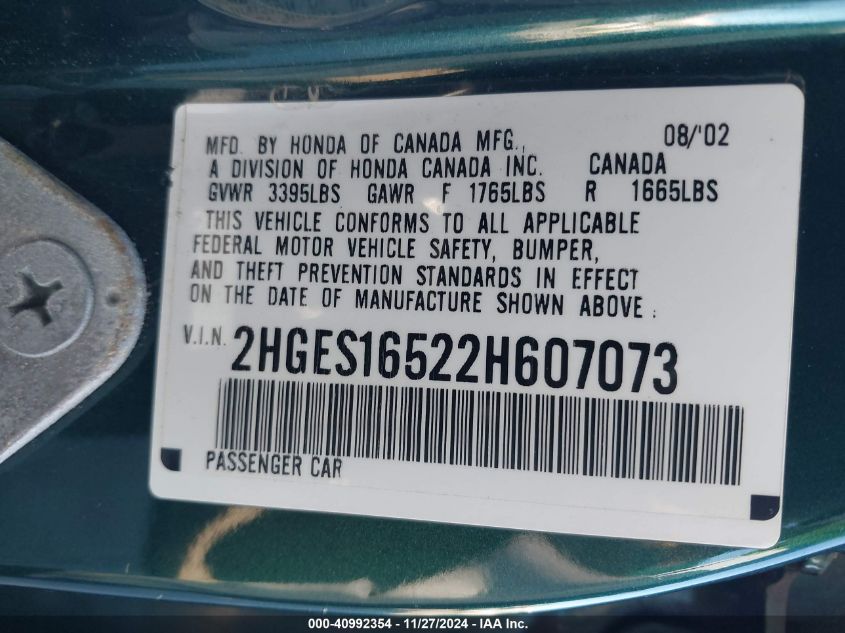 MFD. BY HONDA OF CANADA MFG., 08/'02
A DIVISION OF HONDA CANADA INC. CANADA
GVWR 3395LBS GAWR F 1765LBS R 1665LBS
THIS VEHICLE CONFORMS TO ALL APPLICABLE
FEDERAL MOTOR VEHICLE SAFETY, BUMPER,
AND THEFT PREVENTION STANDARDS IN EFFECT
ON THE DATE OF MANUFACTURE SHOWN ABOVE.
V.I.N. 2HGES16522H607073
PASSENGER CAR
000-40992354 - 11/27/2024 - IAAI.COM